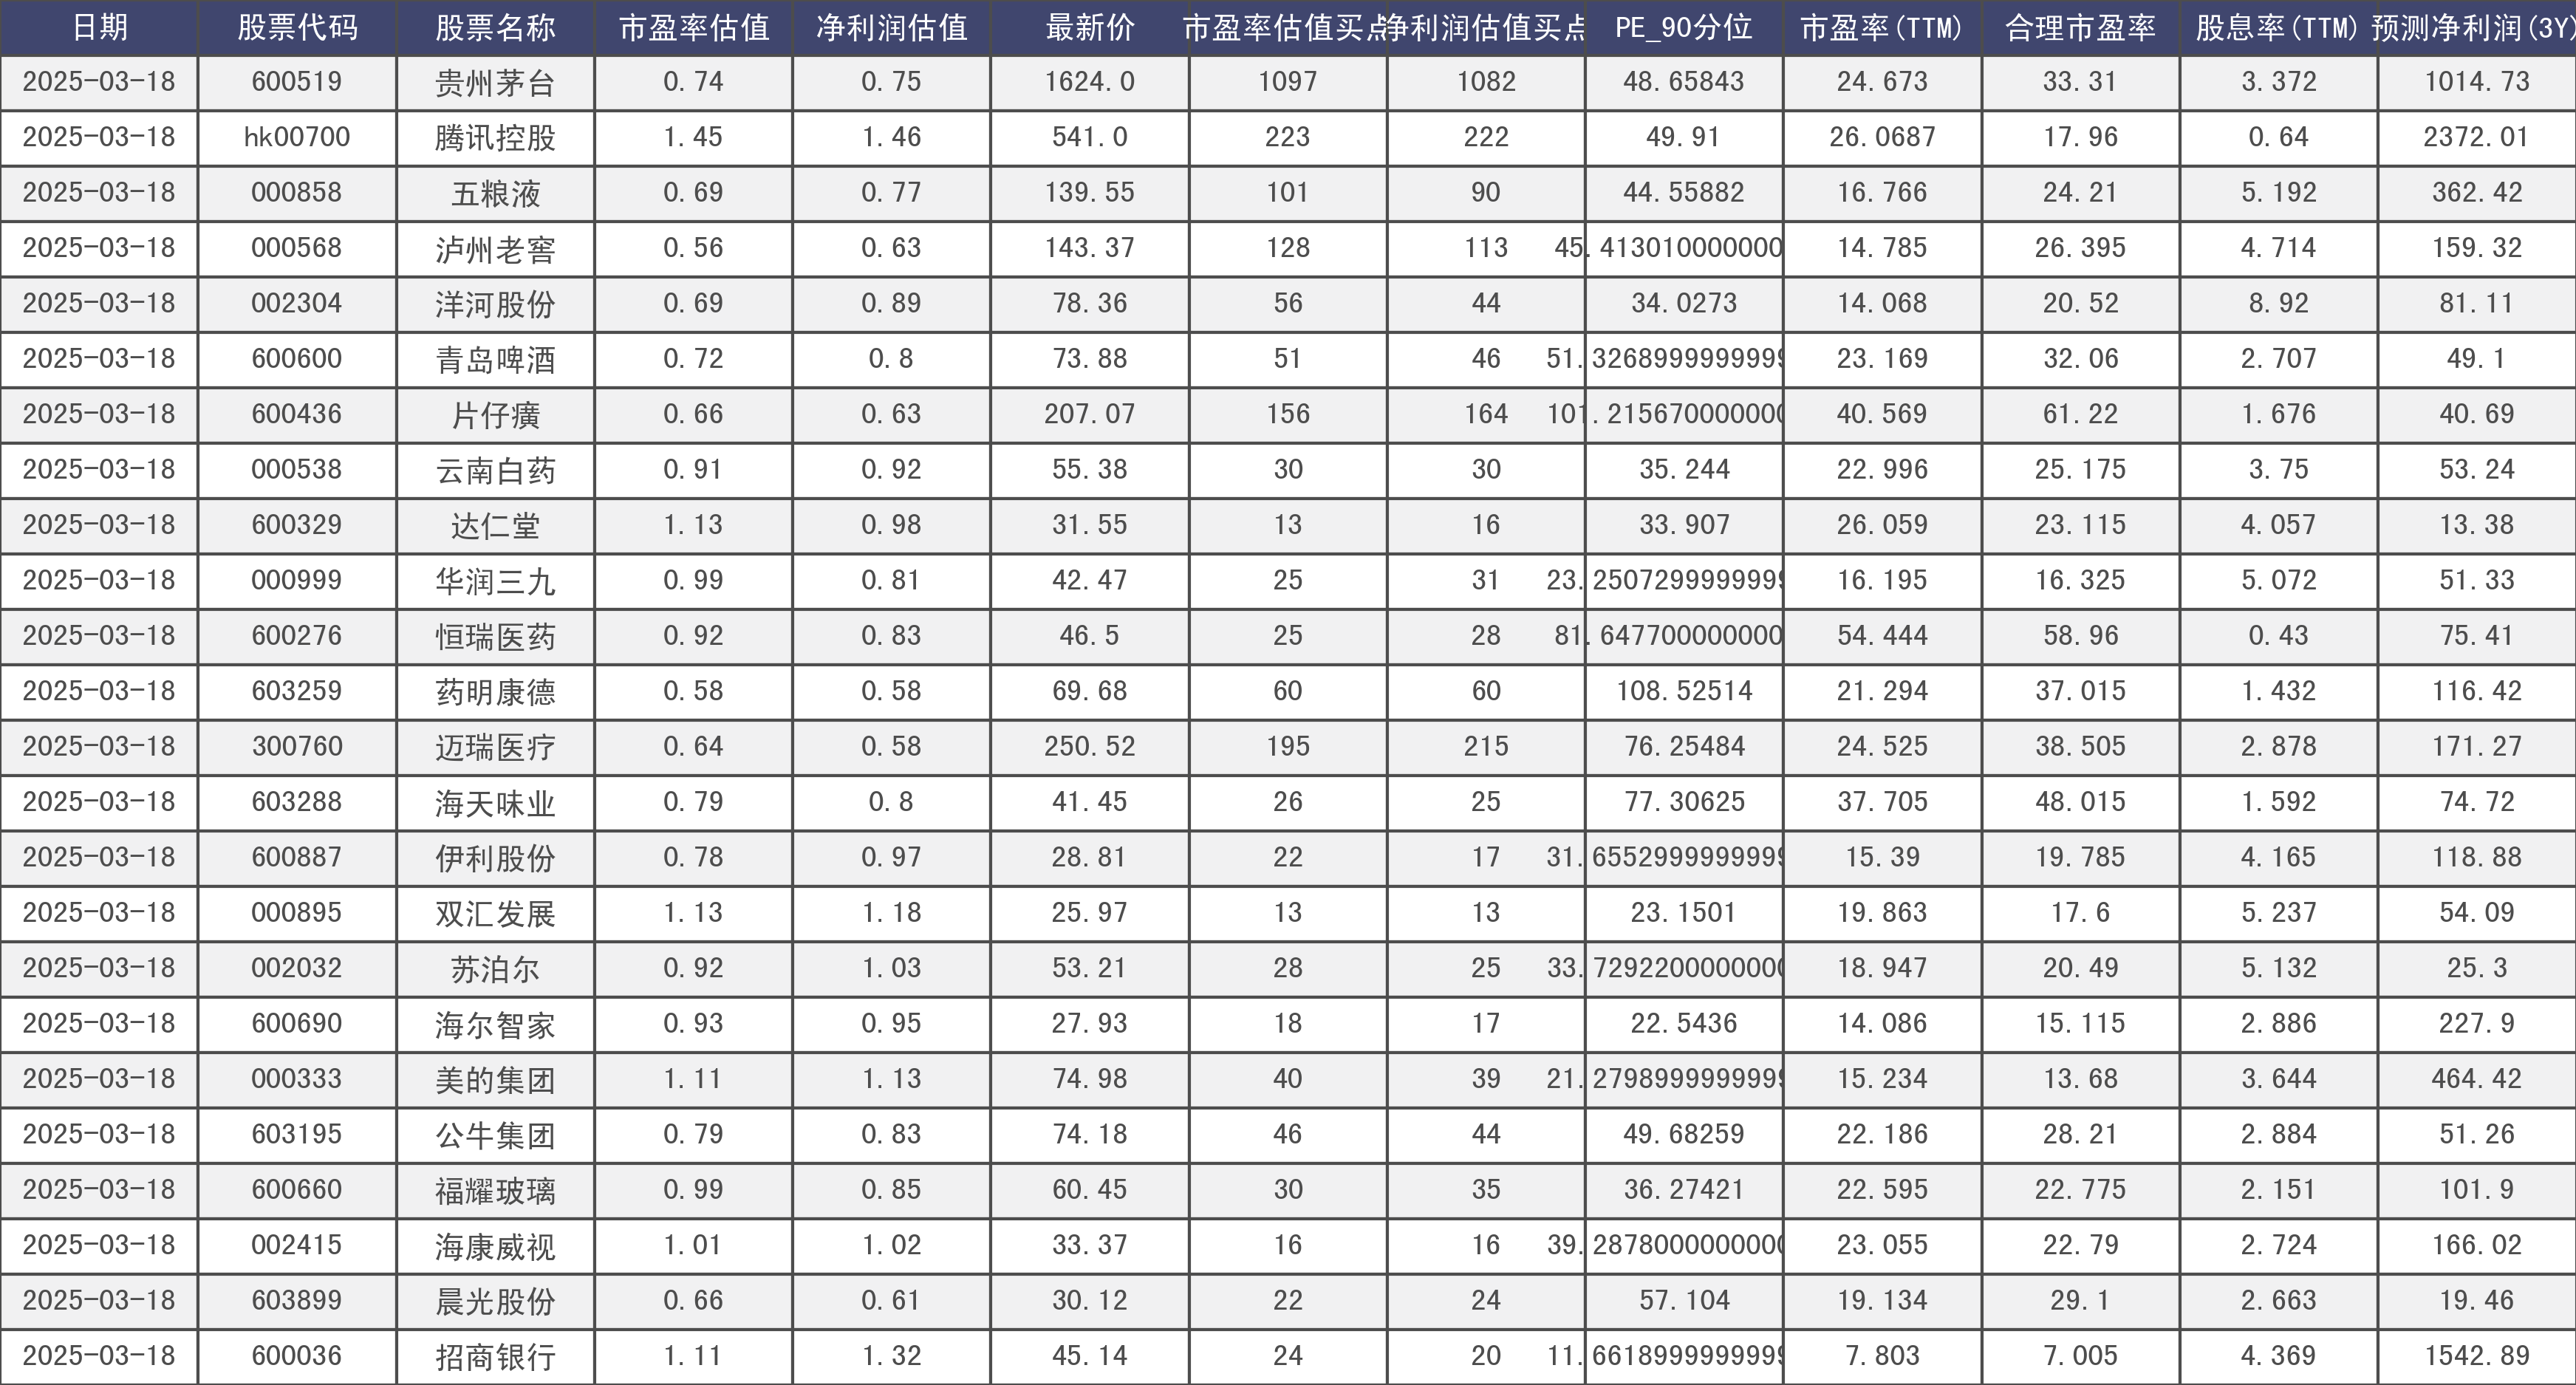 日期 股票代码 股票名称 市盈率估值 净利润估值 最新价 市盈率估值买点 净利润估值买点 PE_90分位 市盈率(TTM) 合理市盈率 股息率(TTM) 预测净利润(3Y)
2025-03-18 600519 贵州茅台 0.74 0.75 1624.0 1097 1082 48.65843 24.673 33.31 3.372 1014.73
2025-03-18 hk00700 腾讯控股 1.45 1.46 541.0 223 222 49.91 26.0687 17.96 0.64 2372.01
2025-03-18 000858 五粮液 0.69 0.77 139.55 101 90 44.55882 16.766 24.21 5.192 362.42
2025-03-18 000568 泸州老窖 0.56 0.63 143.37 128 113 45.413010000000 14.785 26.395 4.714 159.32
2025-03-18 002304 洋河股份 0.69 0.89 78.36 56 44 34.0273 14.068 20.52 8.92 81.11
2025-03-18 600600 青岛啤酒 0.72 0.8 73.88 51 46 51.3268999999999 23.169 32.06 2.707 49.1
2025-03-18 600436 片仔癀 0.66 0.63 207.07 156 164 101.215670000000 40.569 61.22 1.676 40.69
2025-03-18 000538 云南白药 0.91 0.92 55.38 30 30 35.244 22.996 25.175 3.75 53.24
2025-03-18 600329 达仁堂 1.13 0.98 31.55 13 16 33.907 26.059 23.115 4.057 13.38
2025-03-18 000999 华润三九 0.99 0.81 42.47 25 31 23.2507299999999 16.195 16.325 5.072 51.33
2025-03-18 600276 恒瑞医药 0.92 0.83 46.5 25 28 81.647700000000 54.444 58.96 0.43 75.41
2025-03-18 603259 药明康德 0.58 0.58 69.68 60 60 108.52514 21.294 37.015 1.432 116.42
2025-03-18 300760 迈瑞医疗 0.64 0.58 250.52 195 215 76.25484 24.525 38.505 2.878 171.27
2025-03-18 603288 海天味业 0.79 0.8 41.45 26 25 77.30625 37.705 48.015 1.592 74.72
2025-03-18 600887 伊利股份 0.78 0.97 28.81 22 17 31.6552999999999 15.39 19.785 4.165 118.88
2025-03-18 000895 双汇发展 1.13 1.18 25.97 13 13 23.1501 19.863 17.6 5.237 54.09
2025-03-18 002032 苏泊尔 0.92 1.03 53.21 28 25 33.7292200000000 18.947 20.49 5.132 25.3
2025-03-18 600690 海尔智家 0.93 0.95 27.93 18 17 22.5436 14.086 15.115 2.886 227.9
2025-03-18 000333 美的集团 1.11 1.13 74.98 40 39 21.2798999999999 15.234 13.68 3.644 464.42
2025-03-18 603195 公牛集团 0.79 0.83 74.18 46 44 49.68259 22.186 28.21 2.884 51.26
2025-03-18 600660 福耀玻璃 0.99 0.85 60.45 30 35 36.27421 22.595 22.775 2.151 101.9
2025-03-18 002415 海康威视 1.01 1.02 33.37 16 16 39.2878000000000 23.055 22.79 2.724 166.02
2025-03-18 603899 晨光股份 0.66 0.61 30.12 22 24 57.104 19.134 29.1 2.663 19.46
2025-03-18 600036 招商银行 1.11 1.32 45.14 24 20 11.6618999999999 7.803 7.005 4.369 1542.89